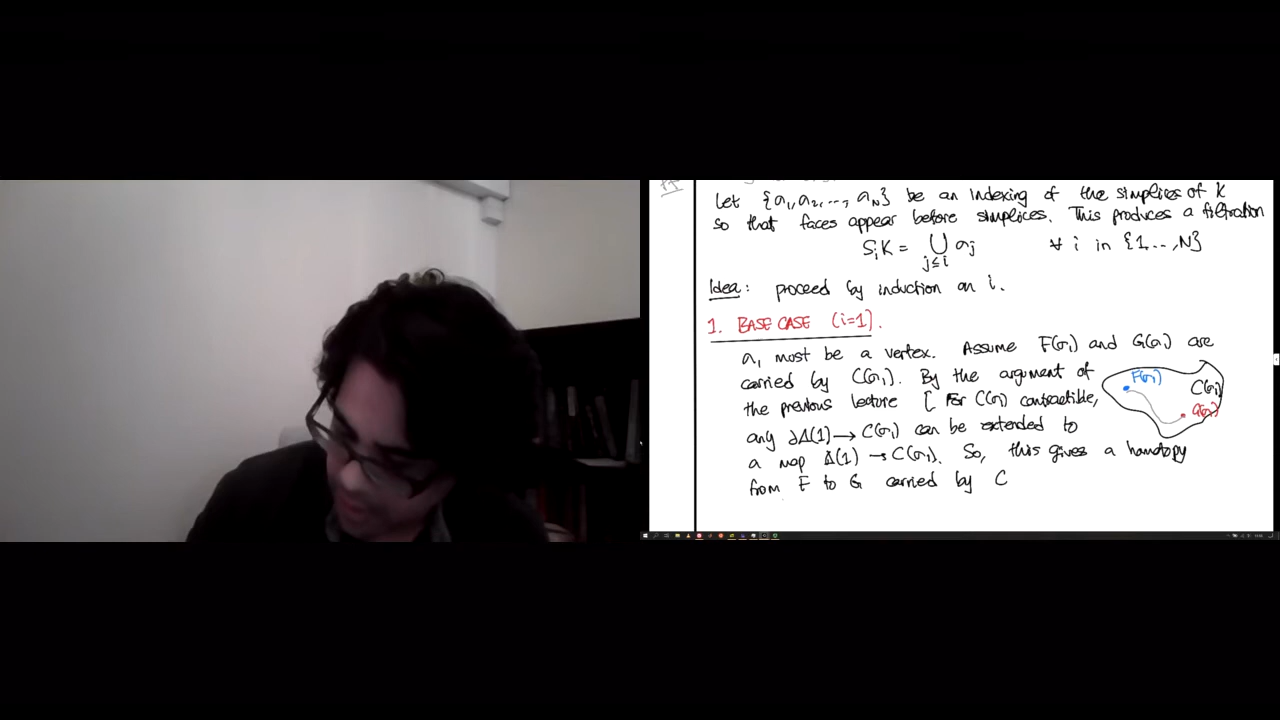 Pf
Let {σ₁, σ₂, ..., σ_N} be an indexing of the simplices of K
so that faces appear before simplices. This produces a filtration
SᵢK = ⋃_{j≤i} σⱼ ∀ i in {1...,N}
Idea: proceed by induction on i.
1. BASE CASE (i=1).
σ₁ must be a vertex. Assume F(σ₁) and G(σ₁) are
carried by C(σ₁). By the argument of
the previous lecture [ For C(σ₁) contractible,
any ∂Δ(1) → C(σ₁) can be extended to
a map Δ(1) → C(σ₁). So, this gives a homotopy
from F to G carried by C
F(σ₁)
C(σ₁)
G(σ₁)